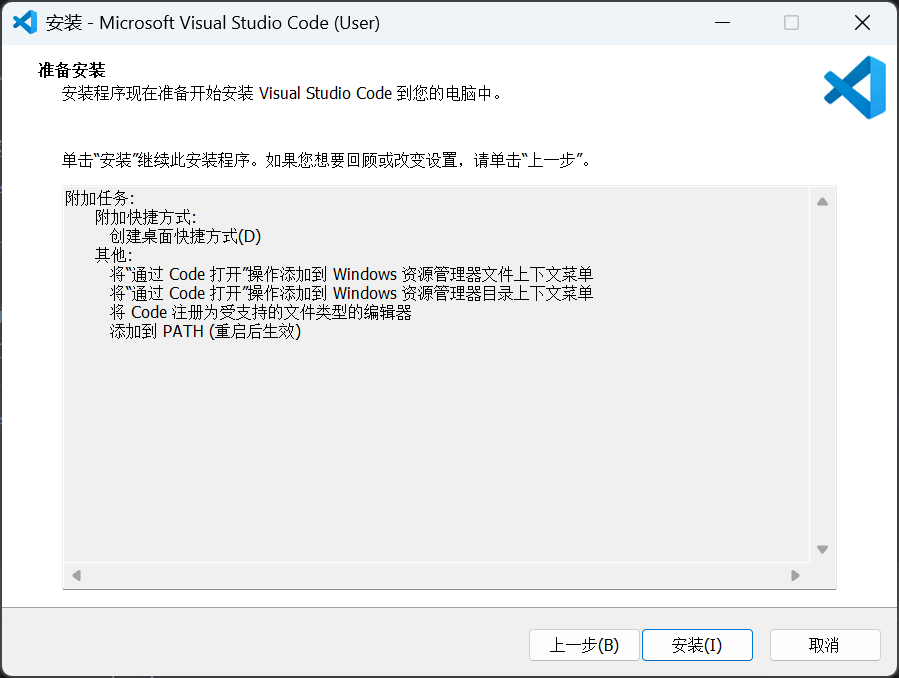 安装 - Microsoft Visual Studio Code (User)
准备安装
安装程序现在准备开始安装 Visual Studio Code 到您的电脑中。
单击“安装”继续此安装程序。如果您想要回顾或改变设置，请单击“上一步”。
附加任务:
附加快捷方式:
创建桌面快捷方式(D)
其他:
将“通过 Code 打开”操作添加到 Windows 资源管理器文件上下文菜单
将“通过 Code 打开”操作添加到 Windows 资源管理器目录上下文菜单
将 Code 注册为受支持的文件类型的编辑器
添加到 PATH (重启后生效)
上一步(B) 安装(I) 取消